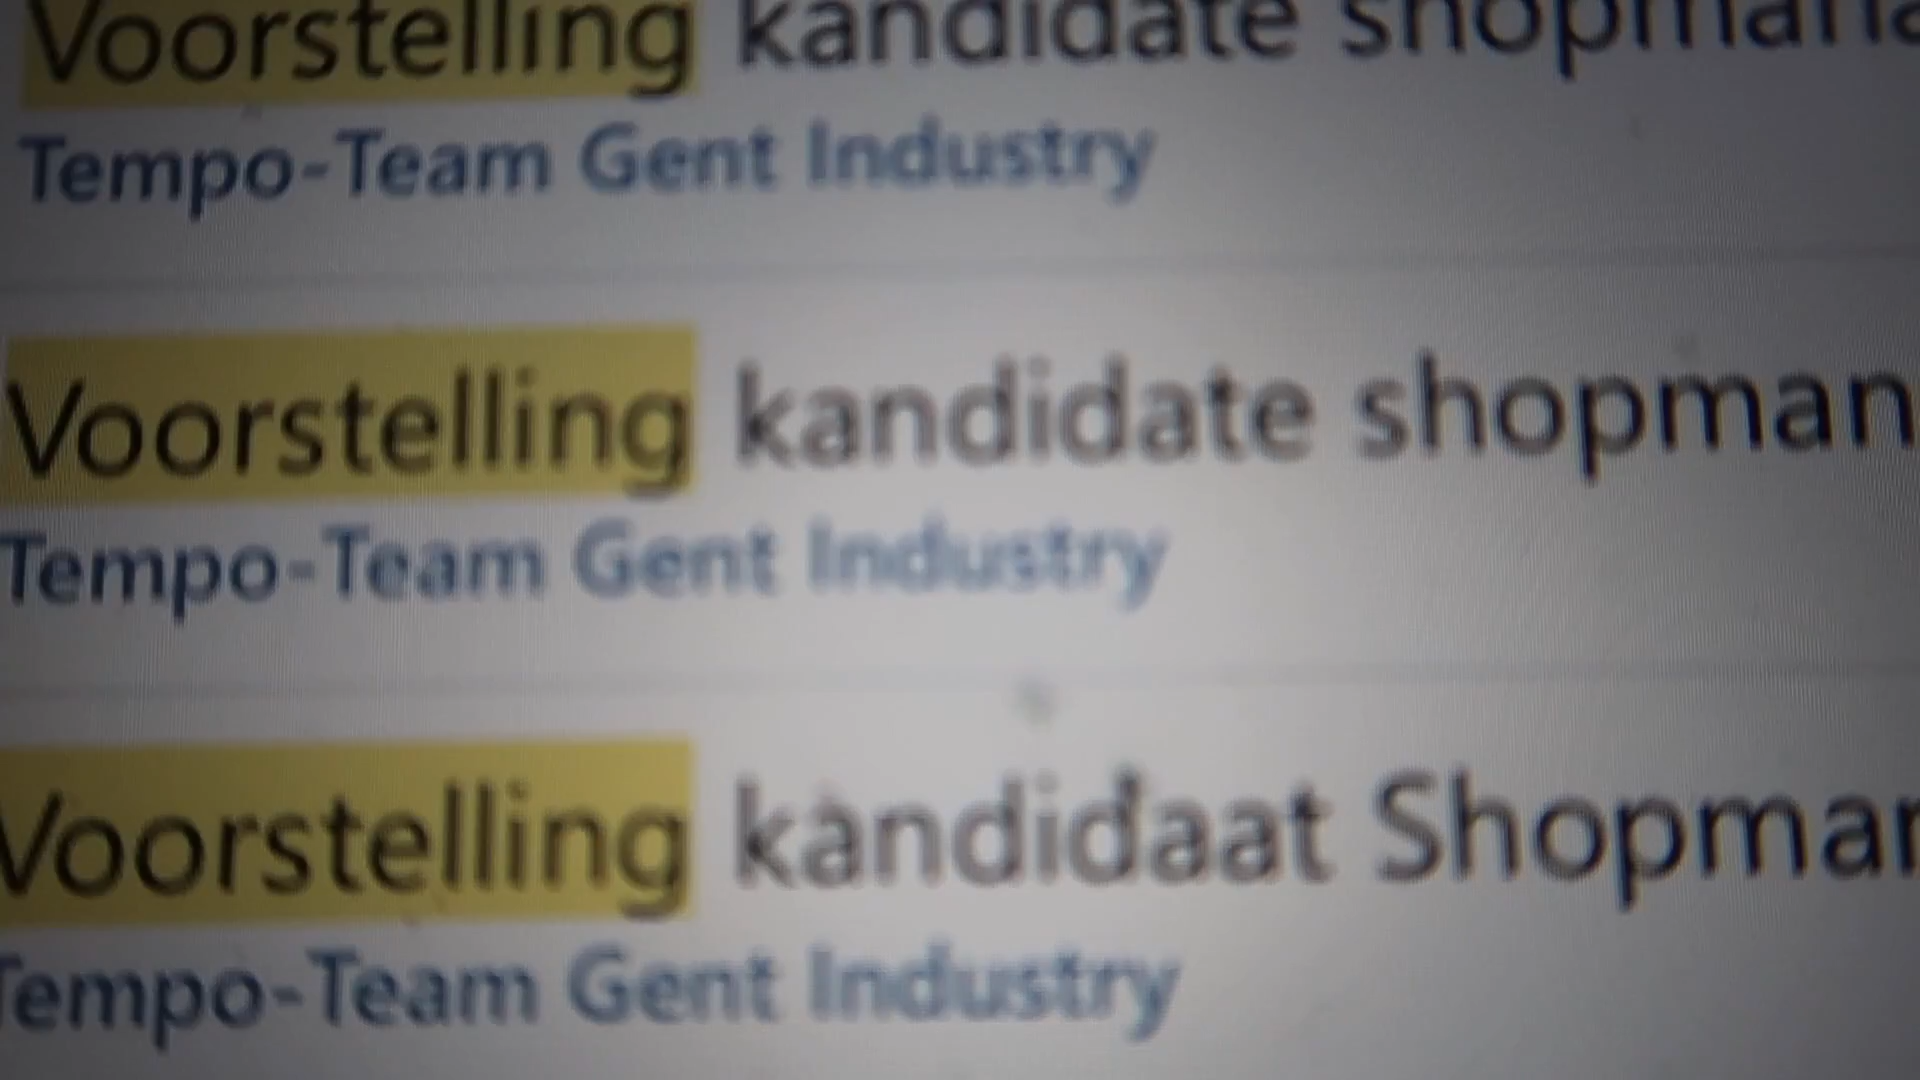 Voorstelling kandidate shopmana
Tempo-Team Gent Industry
Voorstelling kandidate shopman
Tempo-Team Gent Industry
Voorstelling kandidaat Shopman
Tempo-Team Gent Industry